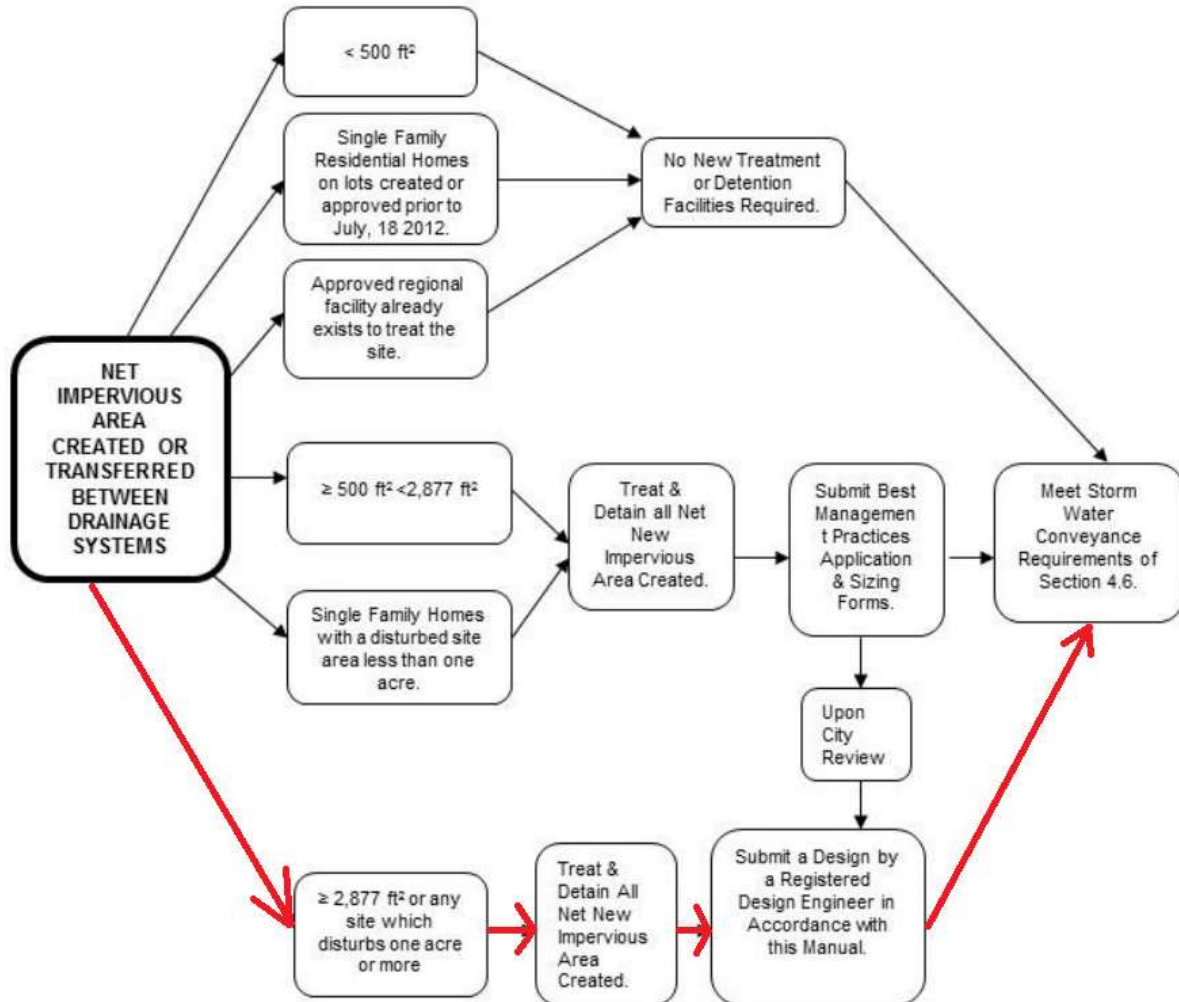 < 500 ft²
Single Family
Residential Homes
on lots created or
approved prior to
July, 18 2012.
No New Treatment
or Detention
Facilities Required.
Approved regional
facility already
exists to treat the
site.
NET
IMPERVIOUS
AREA
CREATED OR
TRANSFERRED
BETWEEN
DRAINAGE
SYSTEMS
≥ 500 ft² <2,877 ft²
Single Family Homes
with a disturbed site
area less than one
acre.
Treat &
Detain all Net
New
Impervious
Area Created.
Submit Best
Managemen
t Practices
Application
& Sizing
Forms.
Meet Storm
Water
Conveyance
Requirements of
Section 4.6.
Upon
City
Review
≥ 2,877 ft² or any
site which
disturbs one acre
or more
Treat &
Detain All
Net New
Impervious
Area
Created.
Submit a Design by
a Registered
Design Engineer in
Accordance with
this Manual.